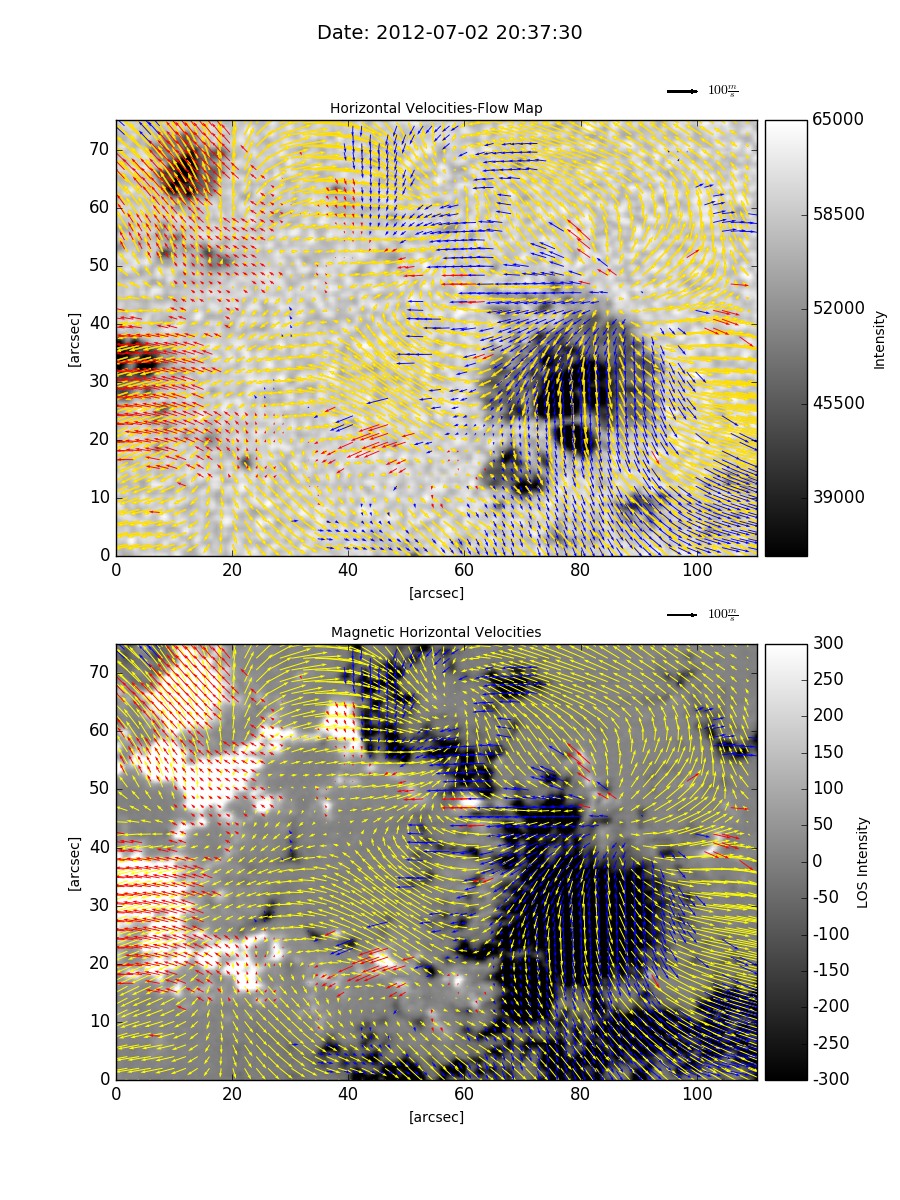 Date: 2012-07-02 20:37:30
100 m/s
Horizontal Velocities-Flow Map
70
60
50
40
30
20
10
0
[arcsec]
0 20 40 60 80 100
[arcsec]
65000
58500
52000
45500
39000
Intensity
100 m/s
Magnetic Horizontal Velocities
70
60
50
40
30
20
10
0
[arcsec]
0 20 40 60 80 100
[arcsec]
300
250
200
150
100
50
0
-50
-100
-150
-200
-250
-300
LOS Intensity